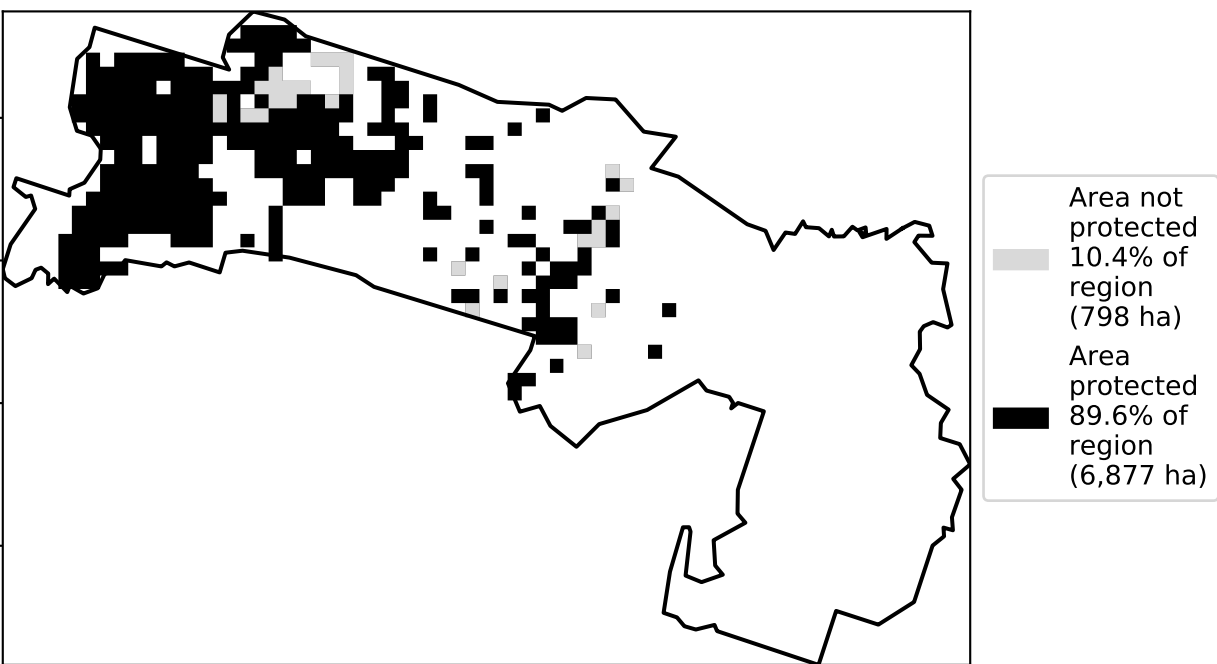 Area not
protected
10.4% of
region
(798 ha)
Area
protected
89.6% of
region
(6,877 ha)